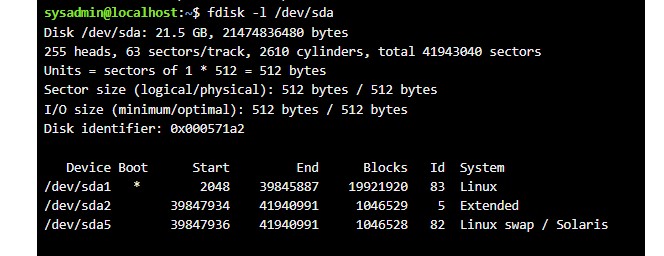 sysadmin@localhost:~$ fdisk -l /dev/sda
Disk /dev/sda: 21.5 GB, 21474836480 bytes
255 heads, 63 sectors/track, 2610 cylinders, total 41943040 sectors
Units = sectors of 1 * 512 = 512 bytes
Sector size (logical/physical): 512 bytes / 512 bytes
I/O size (minimum/optimal): 512 bytes / 512 bytes
Disk identifier: 0x000571a2
Device Boot Start End Blocks Id System
/dev/sda1 * 2048 39845887 19921920 83 Linux
/dev/sda2 39847934 41940991 1046529 5 Extended
/dev/sda5 39847936 41940991 1046528 82 Linux swap / Solaris